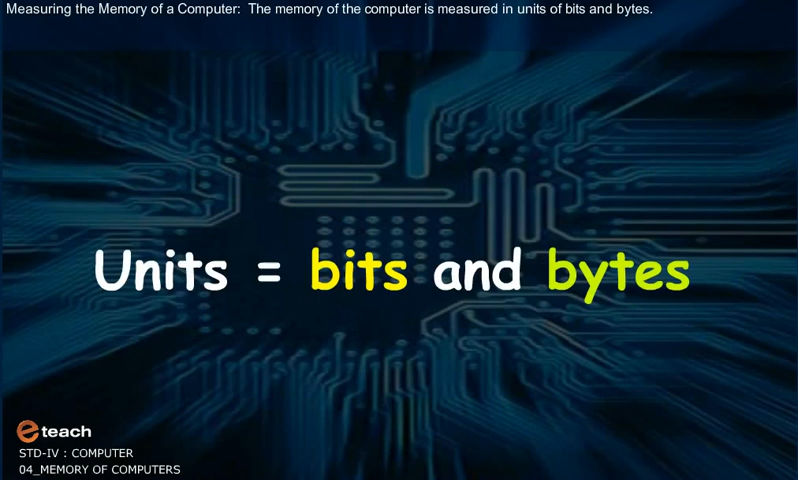 Measuring the Memory of a Computer:  The memory of the computer is measured in units of bits and bytes.
Units = bits and bytes
e teach
STD-IV : COMPUTER
04_MEMORY OF COMPUTERS